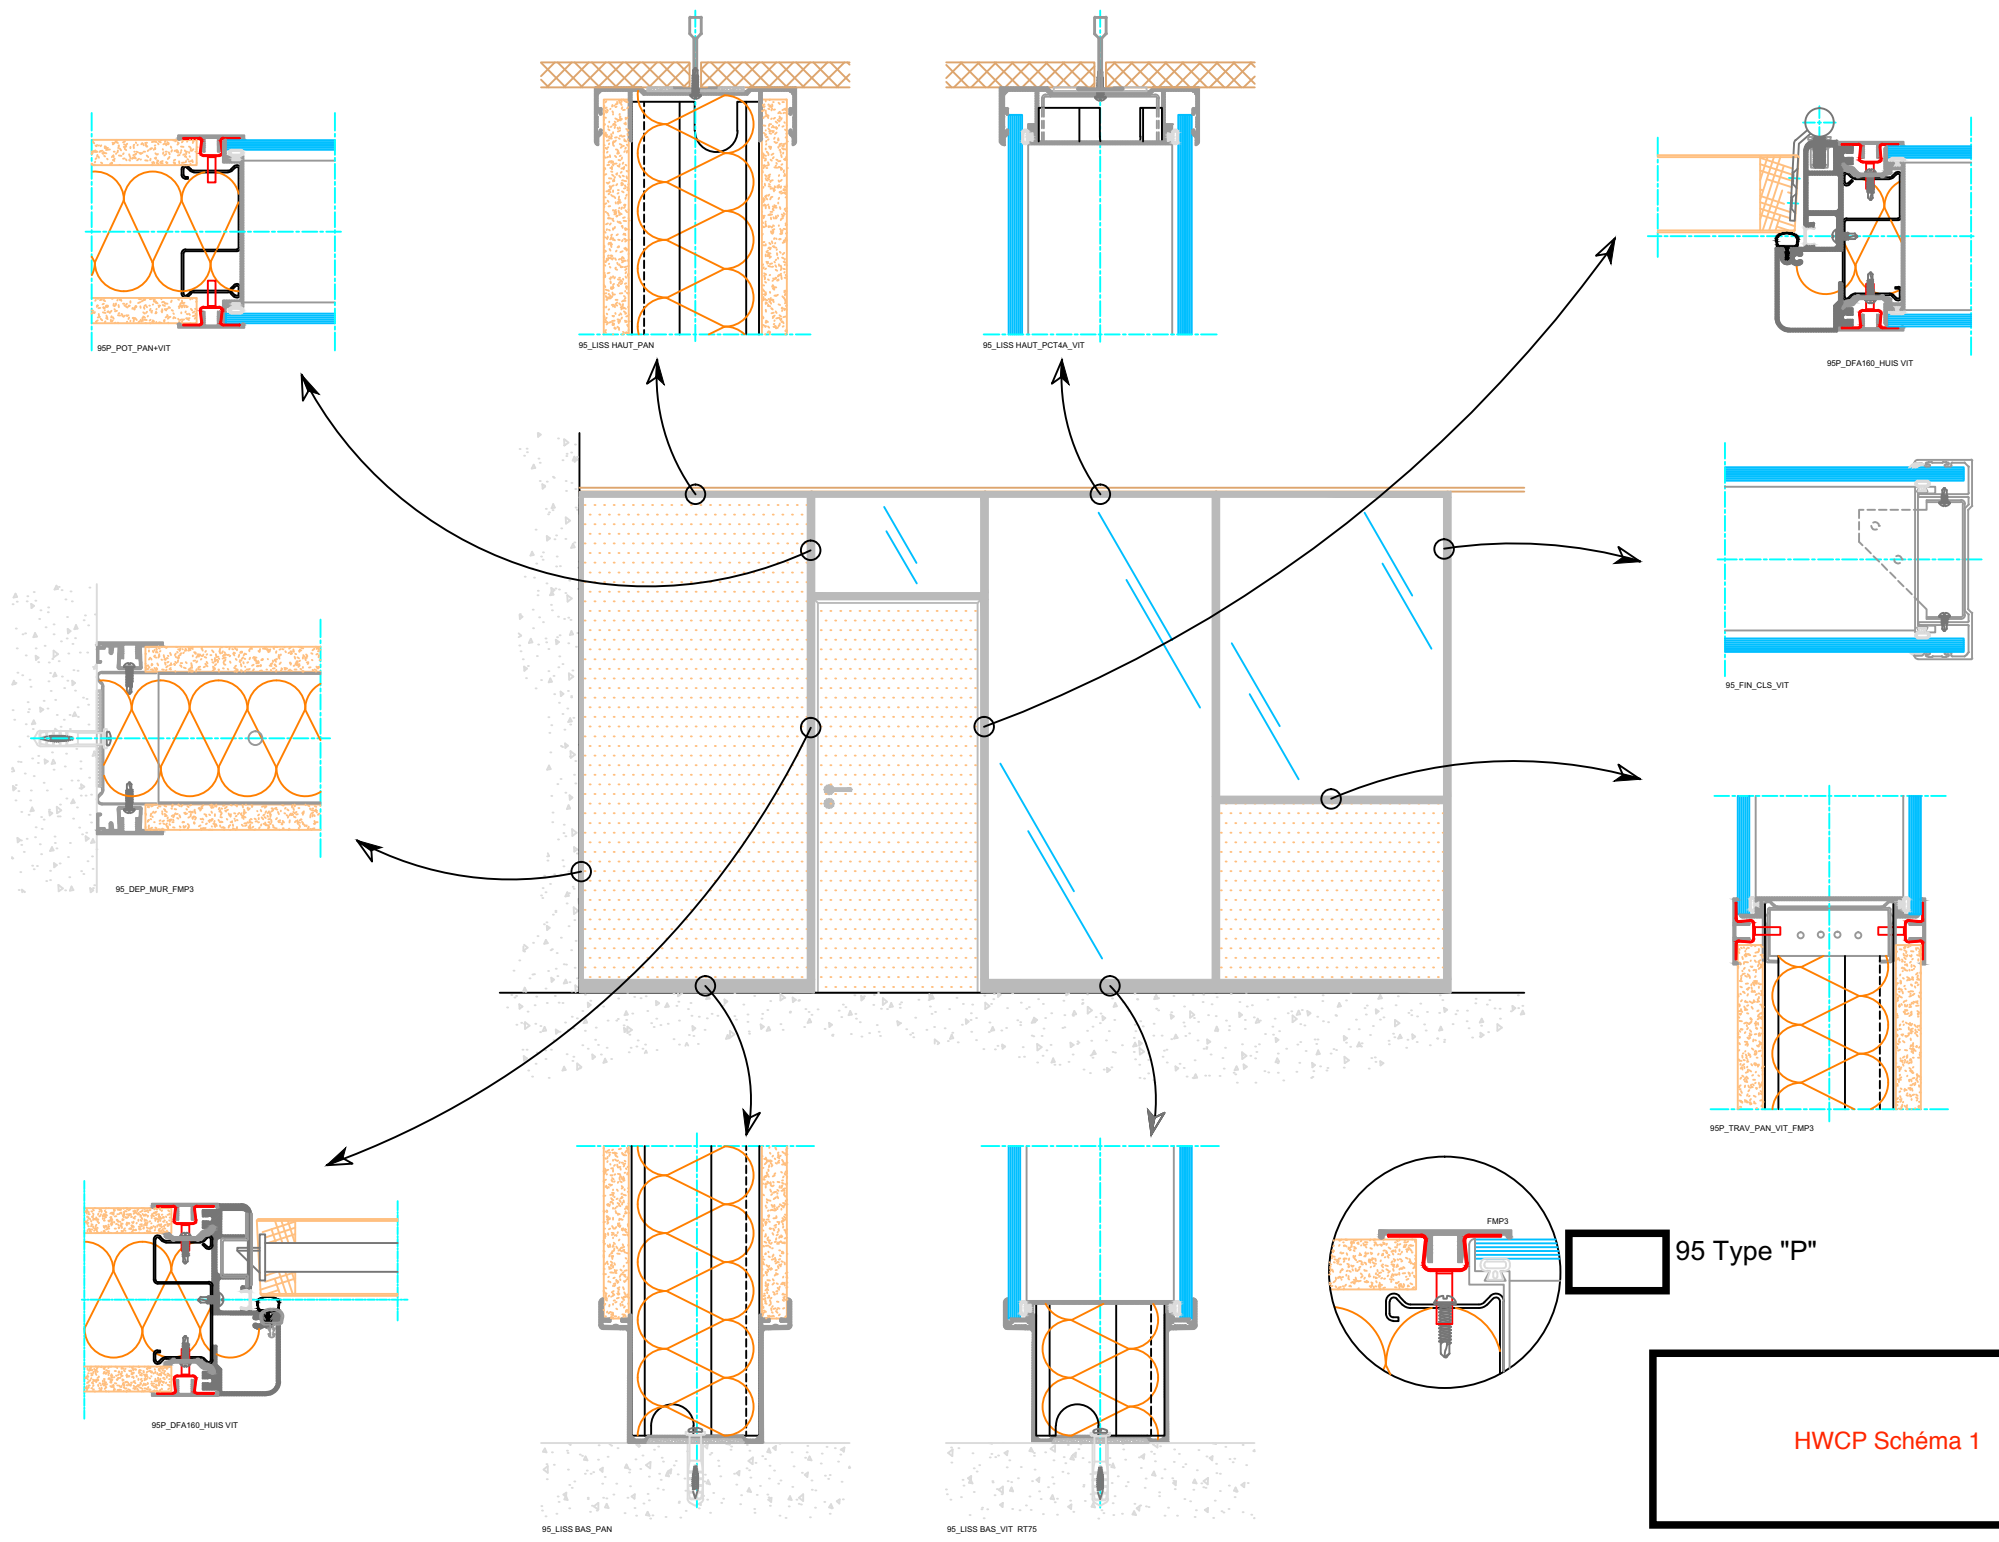 95P_POT_PAN+VIT
95_LISS HAUT_PAN
95_LISS HAUT_PCT4A_VIT
95P_DFA160_HUIS VIT
95_FIN_CLS_VIT
95_DEP_MUR_FMP3
95P_TRAV_PAN_VIT_FMP3
FMP3
95 Type "P"
95P_DFA160_HUIS VIT
HWCP Schéma 1
95_LISS BAS_PAN
95_LISS BAS_VIT RT75